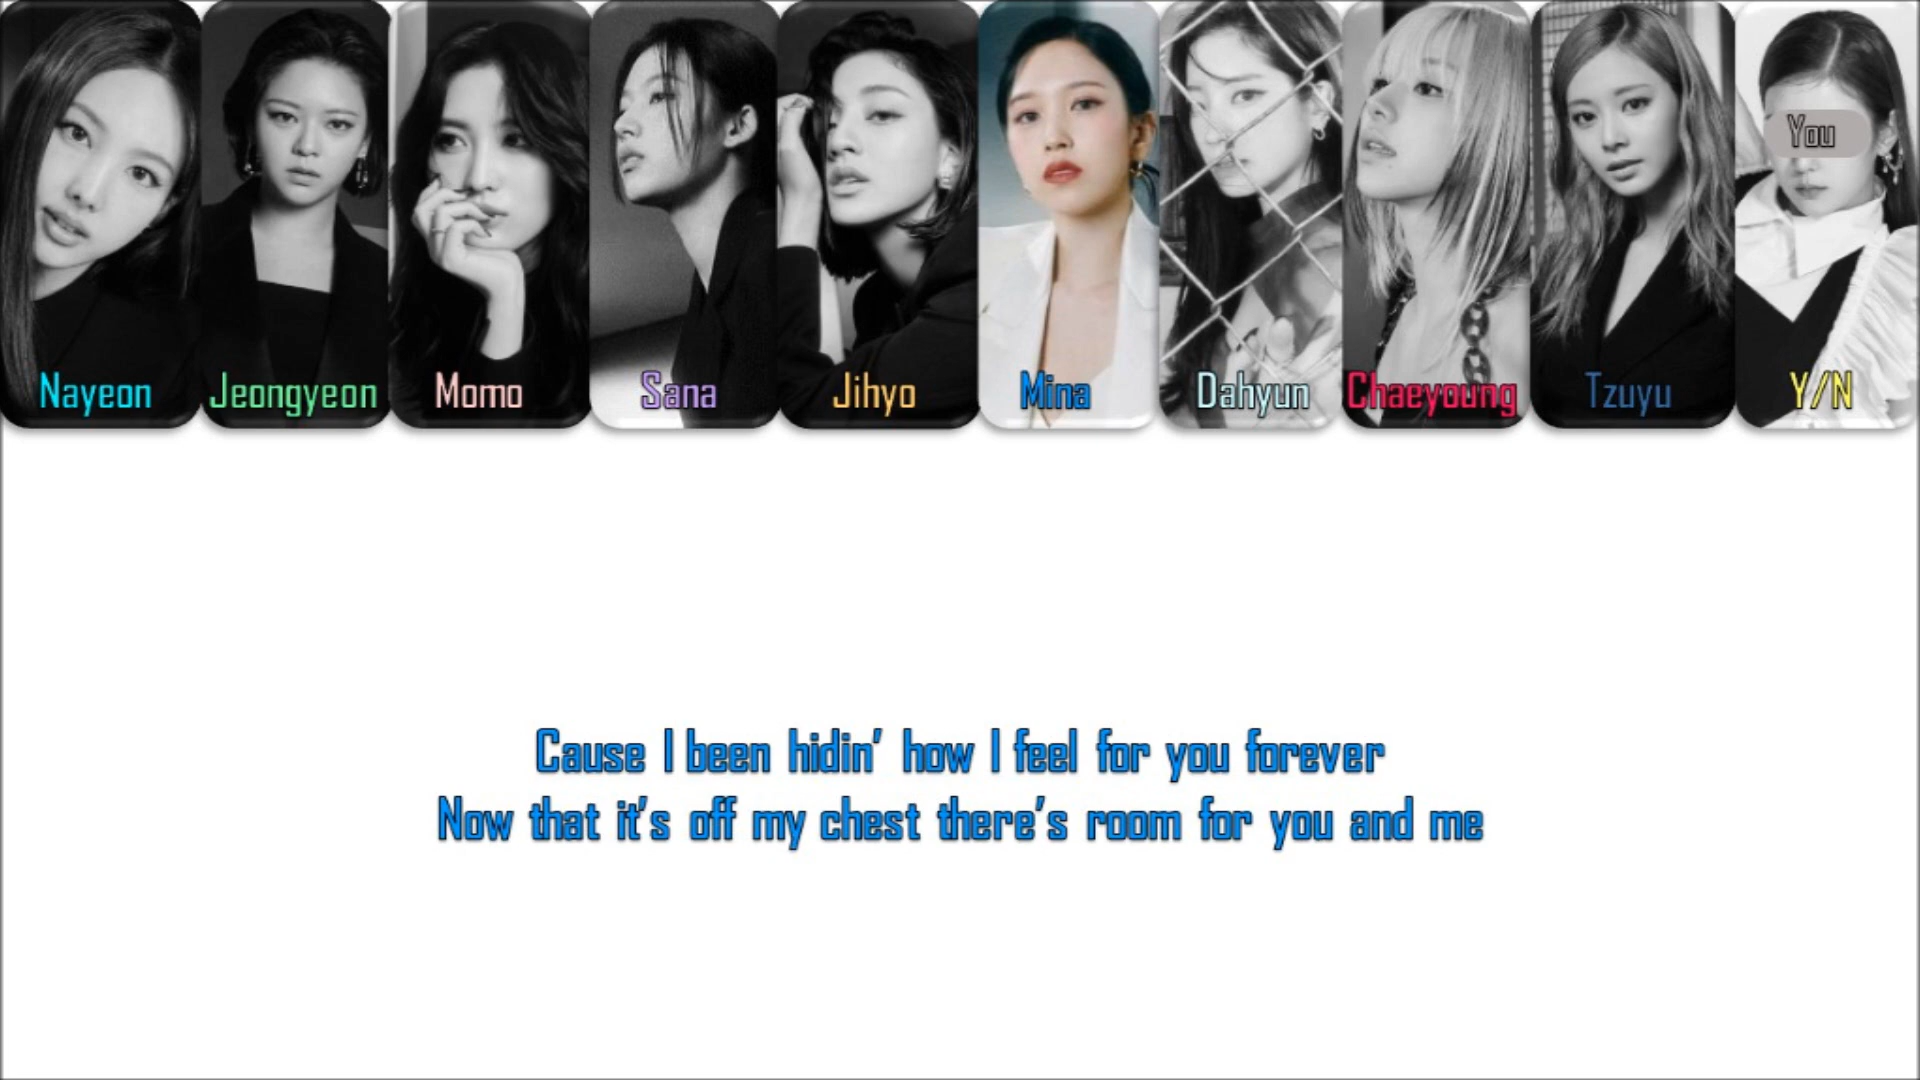 You
Nayeon
Jeongyeon
Momo
Sana
Jihyo
Mina
Dahyun
Chaeyoung
Tzuyu
Y/N
Cause I been hidin' how I feel for you forever
Now that it's off my chest there's room for you and me